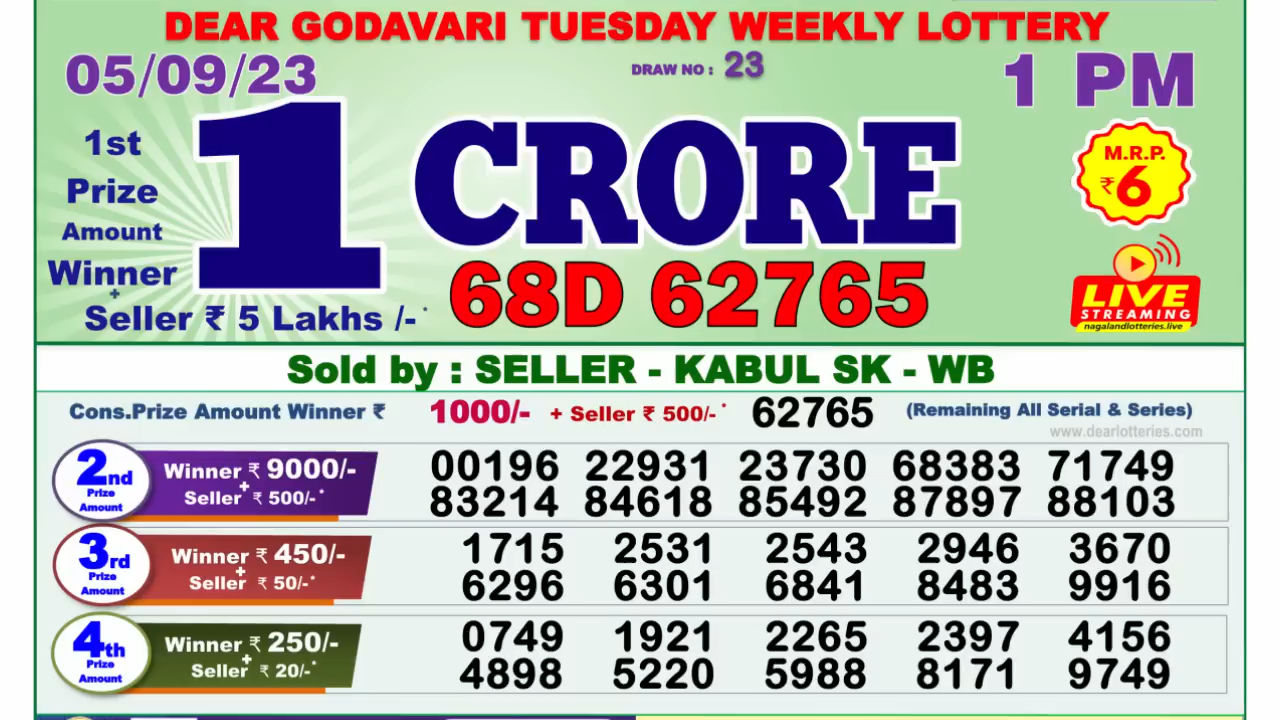 DEAR GODAVARI TUESDAY WEEKLY LOTTERY
05/09/23
DRAW NO : 23
1 PM
1st
Prize
Amount
Winner
+
Seller ₹ 5 Lakhs /- *
1 CRORE
68D 62765
M.R.P.
₹ 6
LIVE
STREAMING
nagalandlotteries.live
Sold by : SELLER - KABUL SK - WB
Cons.Prize Amount Winner ₹ 1000/- + Seller ₹ 500/- * 62765 (Remaining All Serial & Series)
www.dearlotteries.com
2nd
Prize
Amount
Winner ₹ 9000/-
+
Seller ₹ 500/- *
00196 22931 23730 68383 71749
83214 84618 85492 87897 88103
3rd
Prize
Amount
Winner ₹ 450/-
+
Seller ₹ 50/- *
1715 2531 2543 2946 3670
6296 6301 6841 8483 9916
4th
Prize
Amount
Winner ₹ 250/-
+
Seller ₹ 20/- *
0749 1921 2265 2397 4156
4898 5220 5988 8171 9749